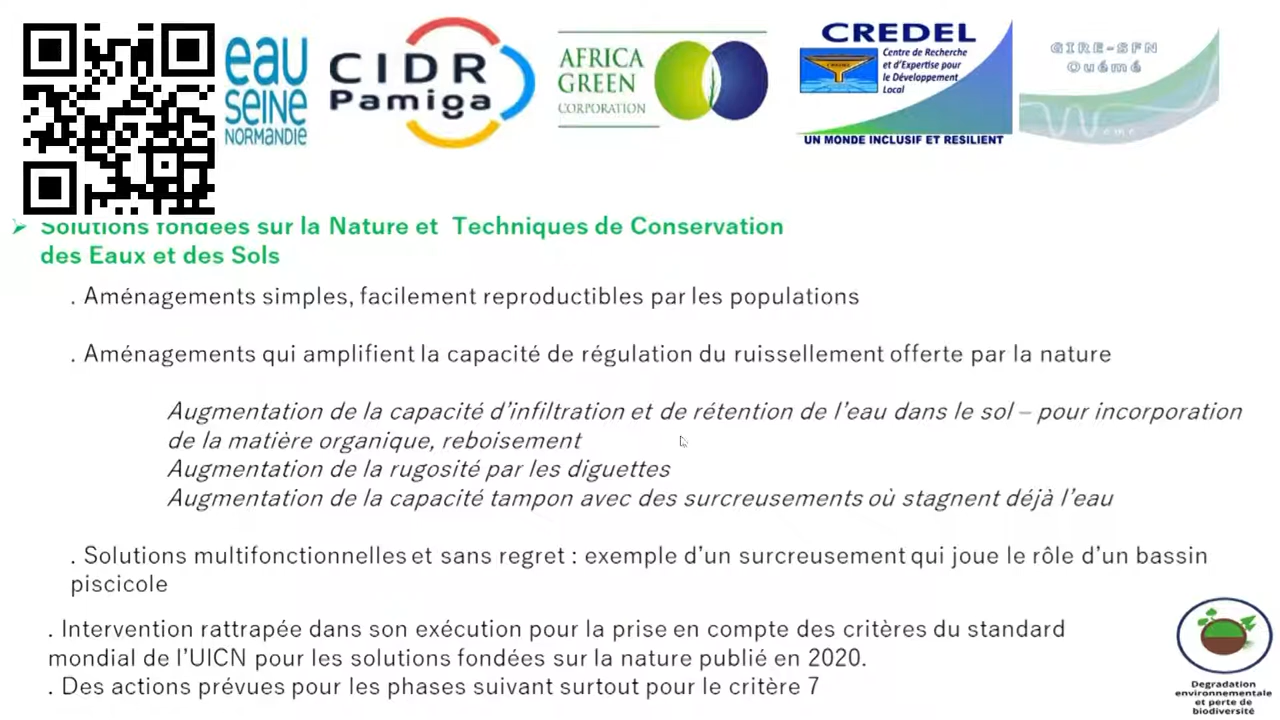 eau
SEINE
NORMANDIE
CIDR
Pamiga
AFRICA
GREEN
CORPORATION
CREDEL
Centre de Recherche
et d'Expertise pour
le Développement
Local
UN MONDE INCLUSIF ET RESILIENT
GIRE-SFN
Ouémé
➢ Solutions fondées sur la Nature et Techniques de Conservation
des Eaux et des Sols
. Aménagements simples, facilement reproductibles par les populations
. Aménagements qui amplifient la capacité de régulation du ruissellement offerte par la nature
Augmentation de la capacité d'infiltration et de rétention de l'eau dans le sol – pour incorporation
de la matière organique, reboisement
Augmentation de la rugosité par les diguettes
Augmentation de la capacité tampon avec des surcreusements où stagnent déjà l'eau
. Solutions multifonctionnelles et sans regret : exemple d'un surcreusement qui joue le rôle d'un bassin
piscicole
. Intervention rattrapée dans son exécution pour la prise en compte des critères du standard
mondial de l'UICN pour les solutions fondées sur la nature publié en 2020.
. Des actions prévues pour les phases suivant surtout pour le critère 7
Degradation
environnementale
et perte de
biodiversité